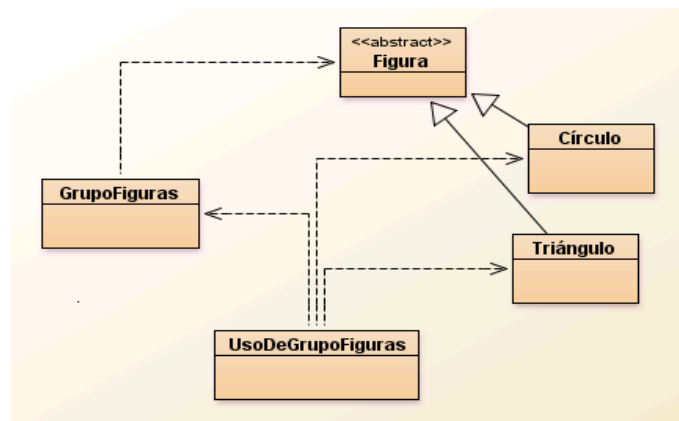 <<abstract>>
Figura
Círculo
GrupoFiguras
Triángulo
UsoDeGrupoFiguras